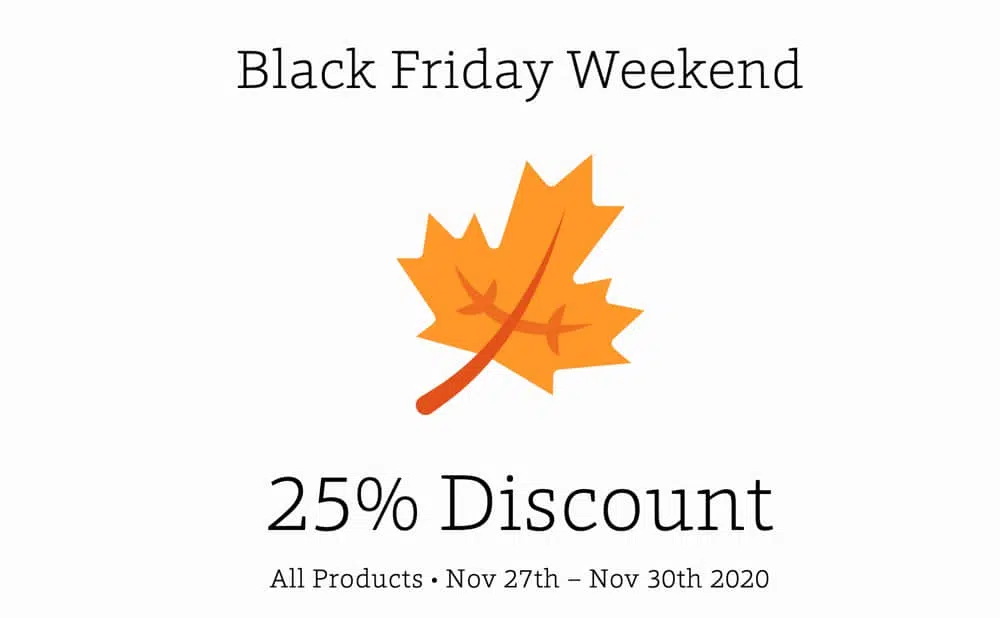 Black Friday Weekend
25% Discount
All Products • Nov 27th – Nov 30th 2020